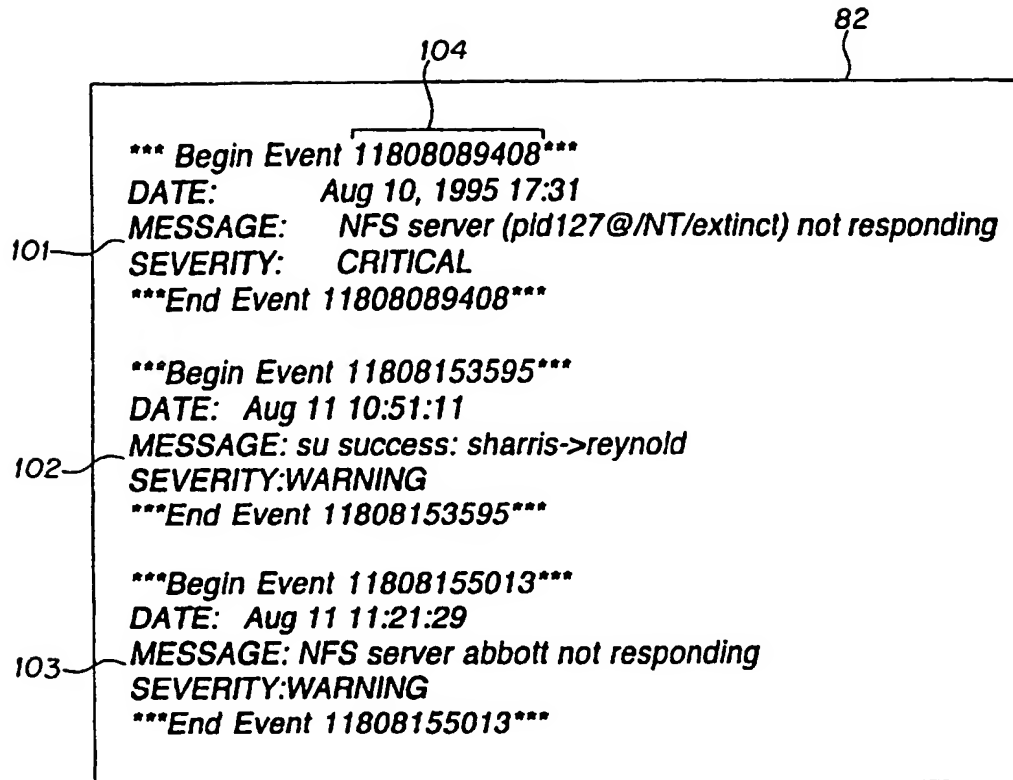 82
104
*** Begin Event 11808089408***
DATE: Aug 10, 1995 17:31
101 MESSAGE: NFS server (pid127@/NT/extinct) not responding
SEVERITY: CRITICAL
***End Event 11808089408***
***Begin Event 11808153595***
DATE: Aug 11 10:51:11
102 MESSAGE: su success: sharris->reynold
SEVERITY:WARNING
***End Event 11808153595***
***Begin Event 11808155013***
DATE: Aug 11 11:21:29
103 MESSAGE: NFS server abbott not responding
SEVERITY:WARNING
***End Event 11808155013***